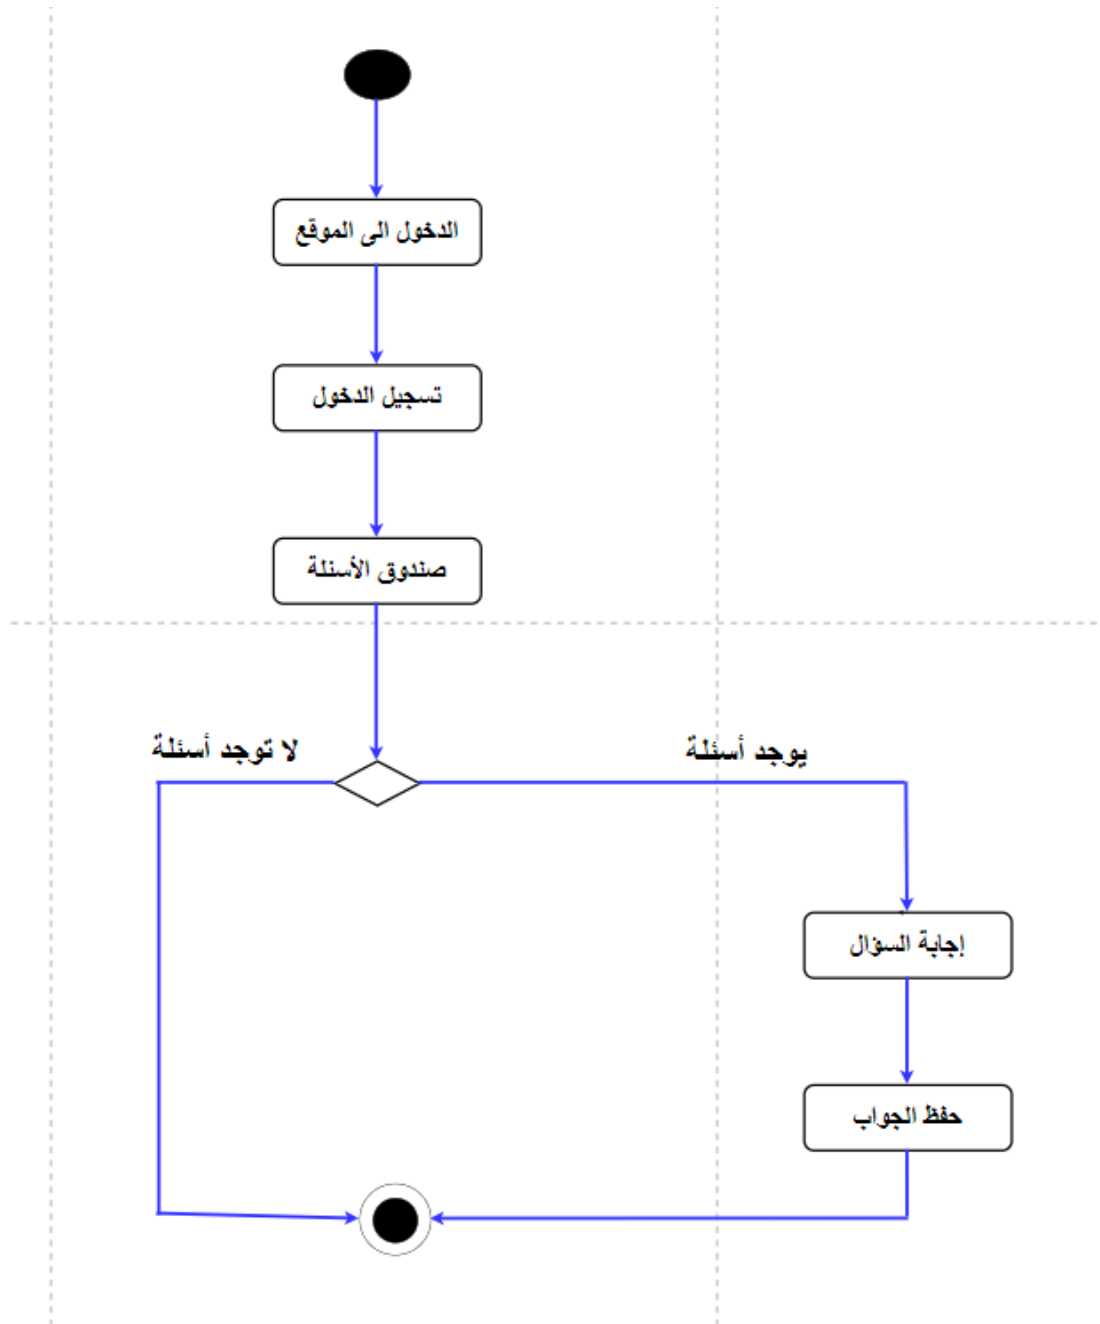 الدخول الى الموقع
تسجيل الدخول
صندوق الأسئلة
يوجد أسئلة
لا توجد أسئلة
إجابة السؤال
حفظ الجواب